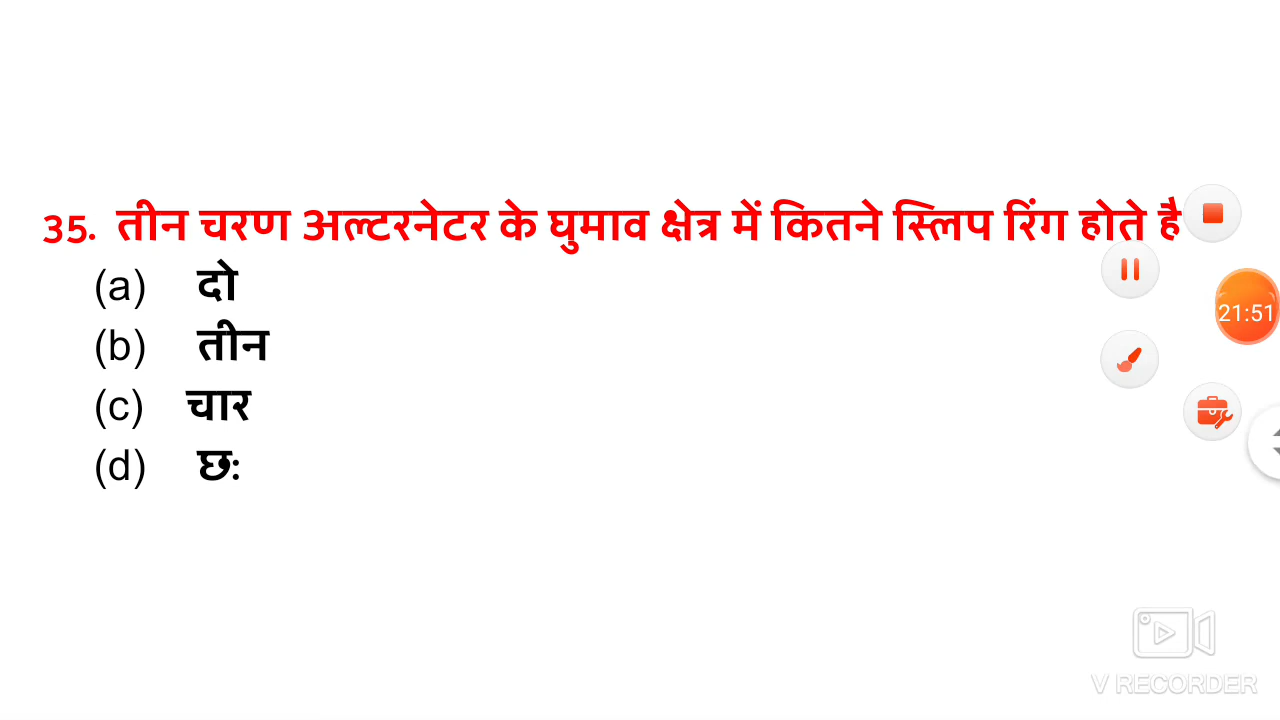 35. तीन चरण अल्टरनेटर के घुमाव क्षेत्र में कितने स्लिप रिंग होते है
(a) दो
(b) तीन
(c) चार
(d) छः
21:51
V RECORDER